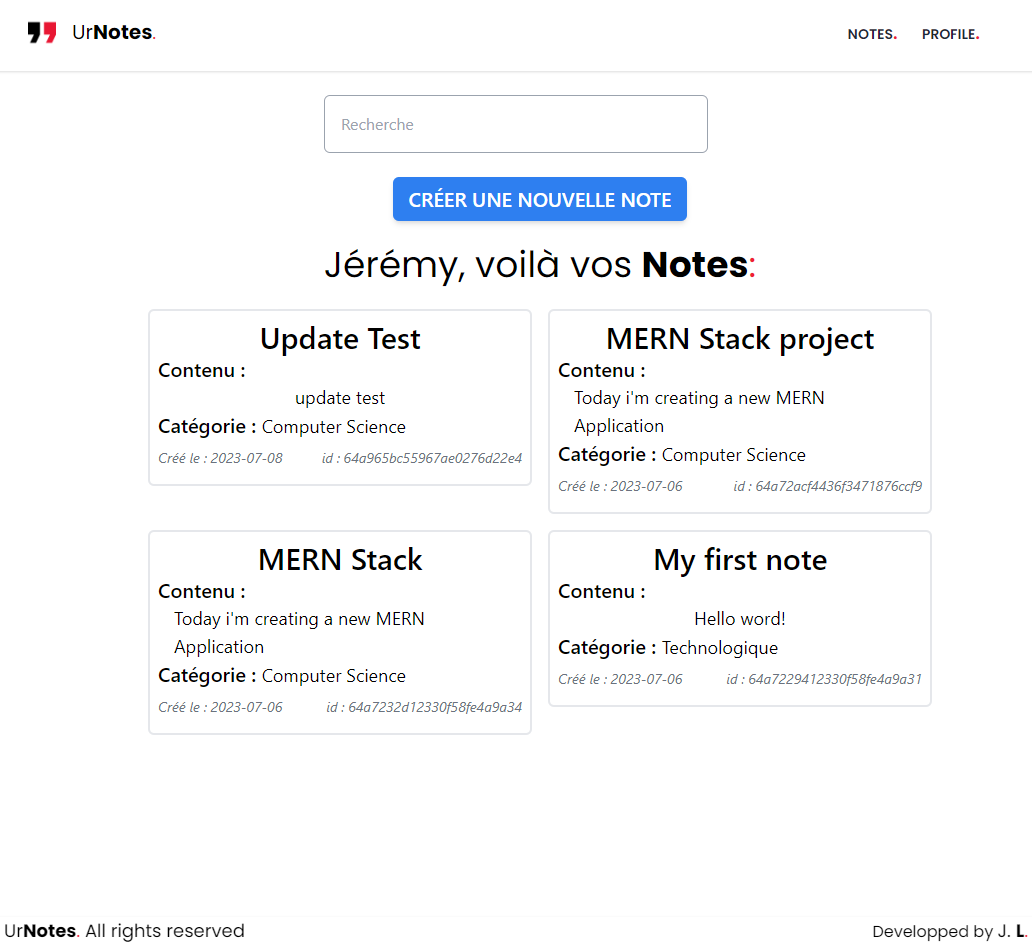 UrNotes.
NOTES. PROFILE.
Recherche
CRÉER UNE NOUVELLE NOTE
Jérémy, voilà vos Notes:
Update Test
Contenu :
update test
Catégorie : Computer Science
Créé le : 2023-07-08 id : 64a965bc55967ae0276d22e4
MERN Stack project
Contenu :
Today i'm creating a new MERN
Application
Catégorie : Computer Science
Créé le : 2023-07-06 id : 64a72acf4436f3471876ccf9
MERN Stack
Contenu :
Today i'm creating a new MERN
Application
Catégorie : Computer Science
Créé le : 2023-07-06 id : 64a7232d12330f58fe4a9a34
My first note
Contenu :
Hello word!
Catégorie : Technologique
Créé le : 2023-07-06 id : 64a7229412330f58fe4a9a31
UrNotes. All rights reserved
Developped by J. L.